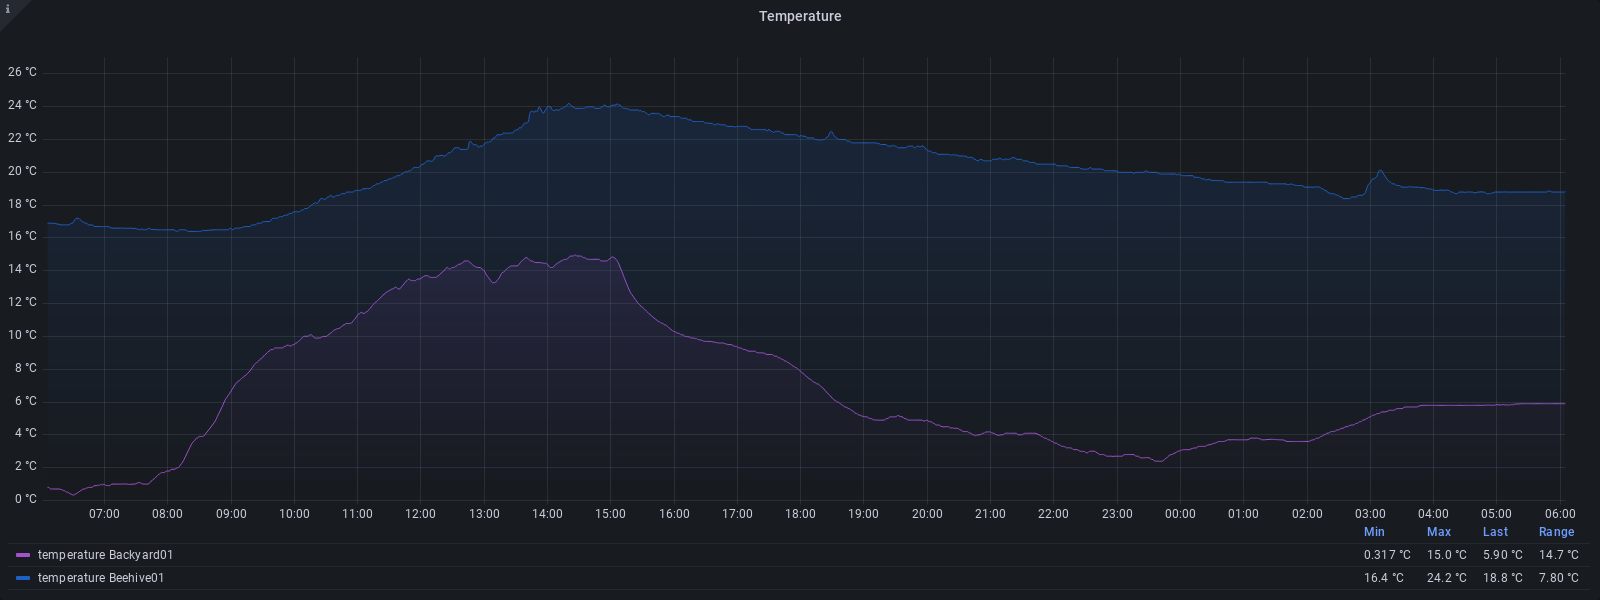 i
Temperature
26 °C
24 °C
22 °C
20 °C
18 °C
16 °C
14 °C
12 °C
10 °C
8 °C
6 °C
4 °C
2 °C
0 °C
07:00 08:00 09:00 10:00 11:00 12:00 13:00 14:00 15:00 16:00 17:00 18:00 19:00 20:00 21:00 22:00 23:00 00:00 01:00 02:00 03:00 04:00 05:00 06:00
Min Max Last Range
temperature Backyard01 0.317 °C 15.0 °C 5.90 °C 14.7 °C
temperature Beehive01 16.4 °C 24.2 °C 18.8 °C 7.80 °C